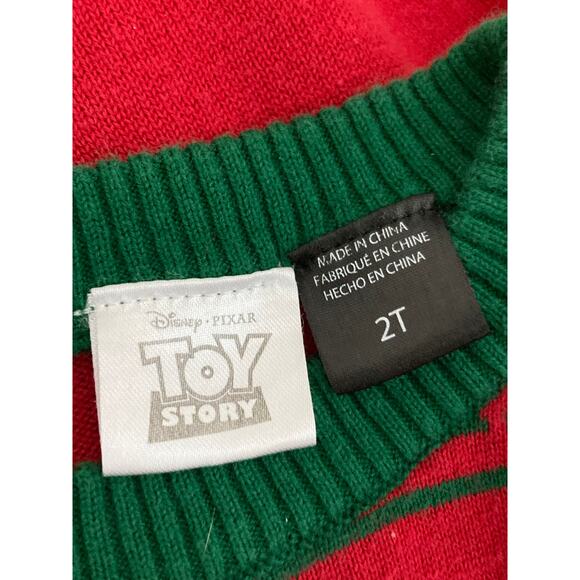 Disney · PIXAR
TOY
STORY
MADE IN CHINA
FABRIQUÉ EN CHINE
HECHO EN CHINA
2T